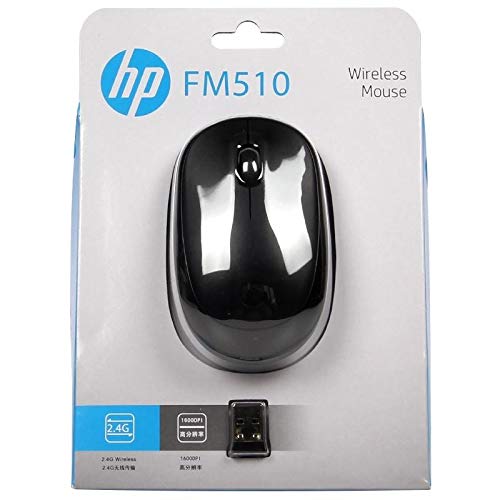 hp FM510
Wireless
Mouse
2.4G
1600DPI
高分辨率
2.4G Wireless
2.4G无线传输
1600DPI
高分辨率